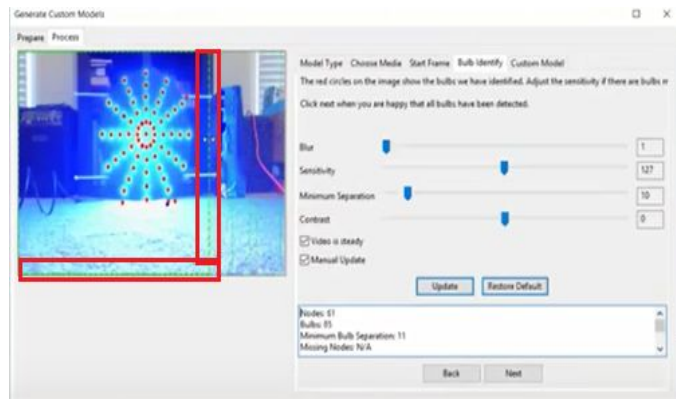 Generate Custom Models
Prepare Process
Model Type Choose Media Start Frame Bulb Identify Custom Model
The red circles on the image show the bulbs we have identified. Adjust the sensitivity if there are bulbs
Click next when you are happy that all bulbs have been detected.
Blur 1
Sensitivity 127
Minimum Separation 10
Contrast 0
Video is steady
Manual Update
Update Restore Default
Nodes: 61
Bulbs: 85
Minimum Bulb Separation: 11
Missing Nodes: N/A
Back Next